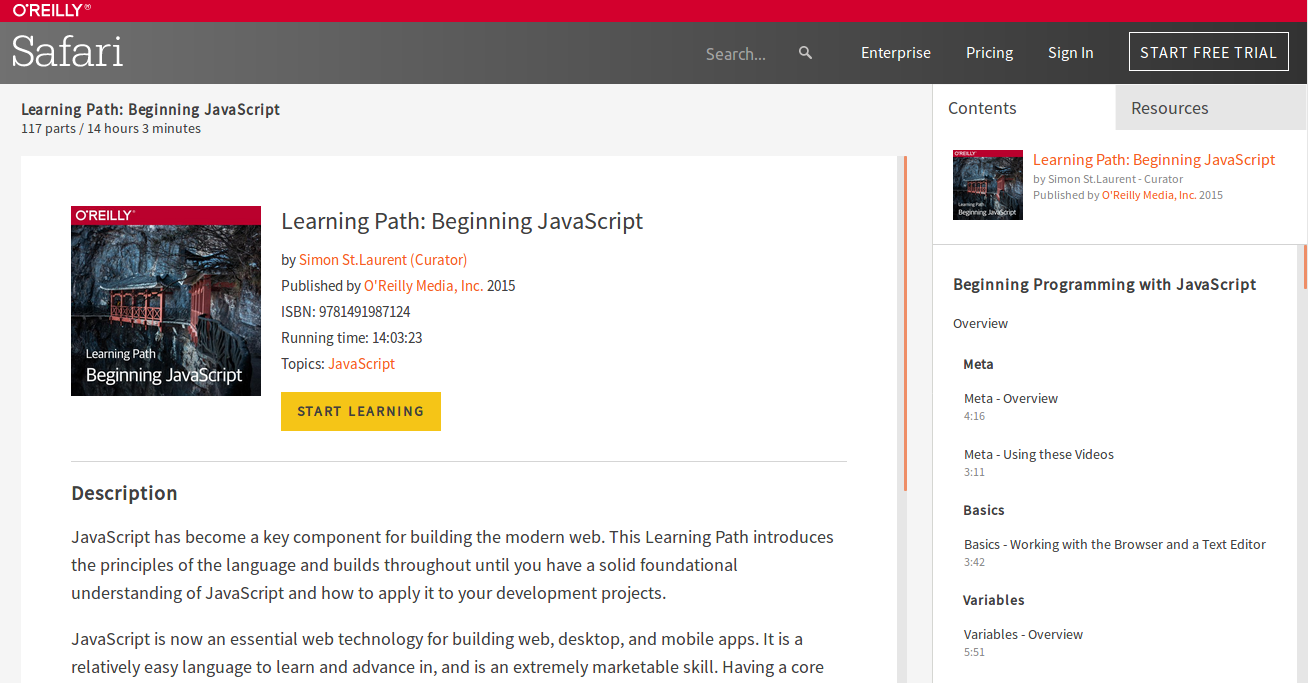 O'REILLY®
Safari
Search...
Enterprise
Pricing
Sign In
START FREE TRIAL
Learning Path: Beginning JavaScript
117 parts / 14 hours 3 minutes
O'REILLY®
Learning Path
Beginning JavaScript
Learning Path: Beginning JavaScript
by Simon St.Laurent (Curator)
Published by O'Reilly Media, Inc. 2015
ISBN: 9781491987124
Running time: 14:03:23
Topics: JavaScript
START LEARNING
Description
JavaScript has become a key component for building the modern web. This Learning Path introduces
the principles of the language and builds throughout until you have a solid foundational
understanding of JavaScript and how to apply it to your development projects.
JavaScript is now an essential web technology for building web, desktop, and mobile apps. It is a
relatively easy language to learn and advance in, and is an extremely marketable skill. Having a core
Contents
Resources
O'REILLY®
Learning Path
Beginning JavaScript
Learning Path: Beginning JavaScript
by Simon St.Laurent - Curator
Published by O'Reilly Media, Inc. 2015
Beginning Programming with JavaScript
Overview
Meta
Meta - Overview
4:16
Meta - Using these Videos
3:11
Basics
Basics - Working with the Browser and a Text Editor
3:42
Variables
Variables - Overview
5:51